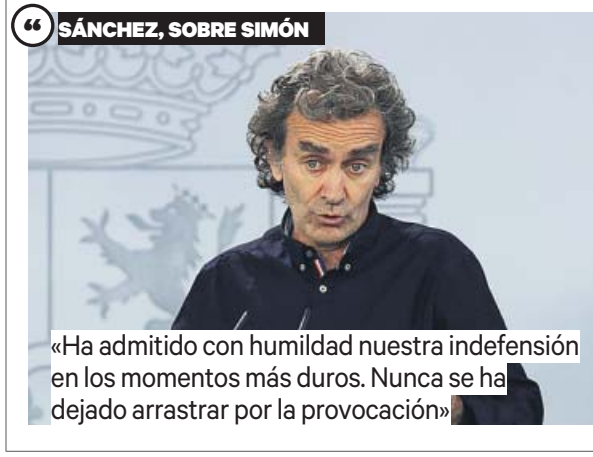 “
SÁNCHEZ, SOBRE SIMÓN
«Ha admitido con humildad nuestra indefensión
en los momentos más duros. Nunca se ha
dejado arrastrar por la provocación»